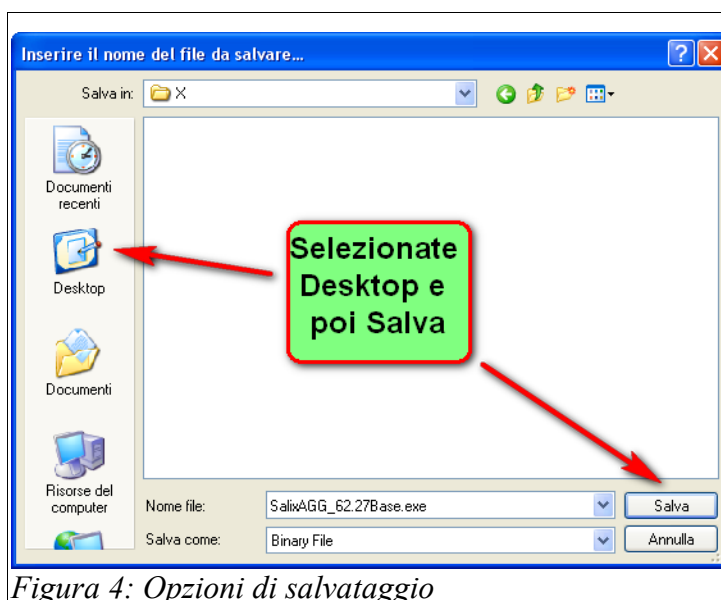 Inserire il nome del file da salvare...
Salva in:
X
Documenti
recenti
Desktop
Documenti
Risorse del
computer
Selezionate
Desktop e
poi Salva
Nome file:
SalixAGG_62.27Base.exe
Salva
Salva come:
Binary File
Annulla
Figura 4: Opzioni di salvataggio